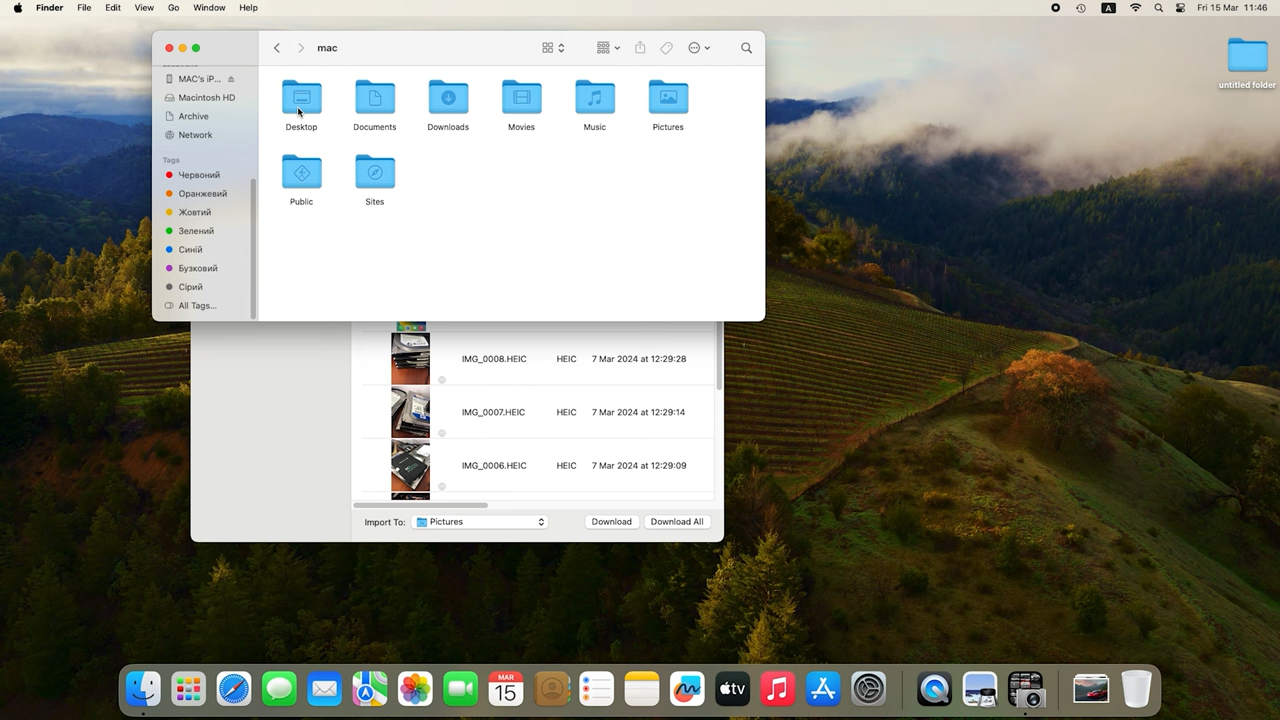 Finder File Edit View Go Window Help
A Fri 15 Mar 11:46
mac
MAC's iP...
Macintosh HD
Archive
Network
Tags
Червоний
Оранжевий
Жовтий
Зелений
Синій
Бузковий
Сірий
All Tags...
Desktop Documents Downloads Movies Music Pictures
Public Sites
untitled folder
IMG_0008.HEIC HEIC 7 Mar 2024 at 12:29:28
IMG_0007.HEIC HEIC 7 Mar 2024 at 12:29:14
IMG_0006.HEIC HEIC 7 Mar 2024 at 12:29:09
Import To: Pictures Download Download All
MAR
15
tv